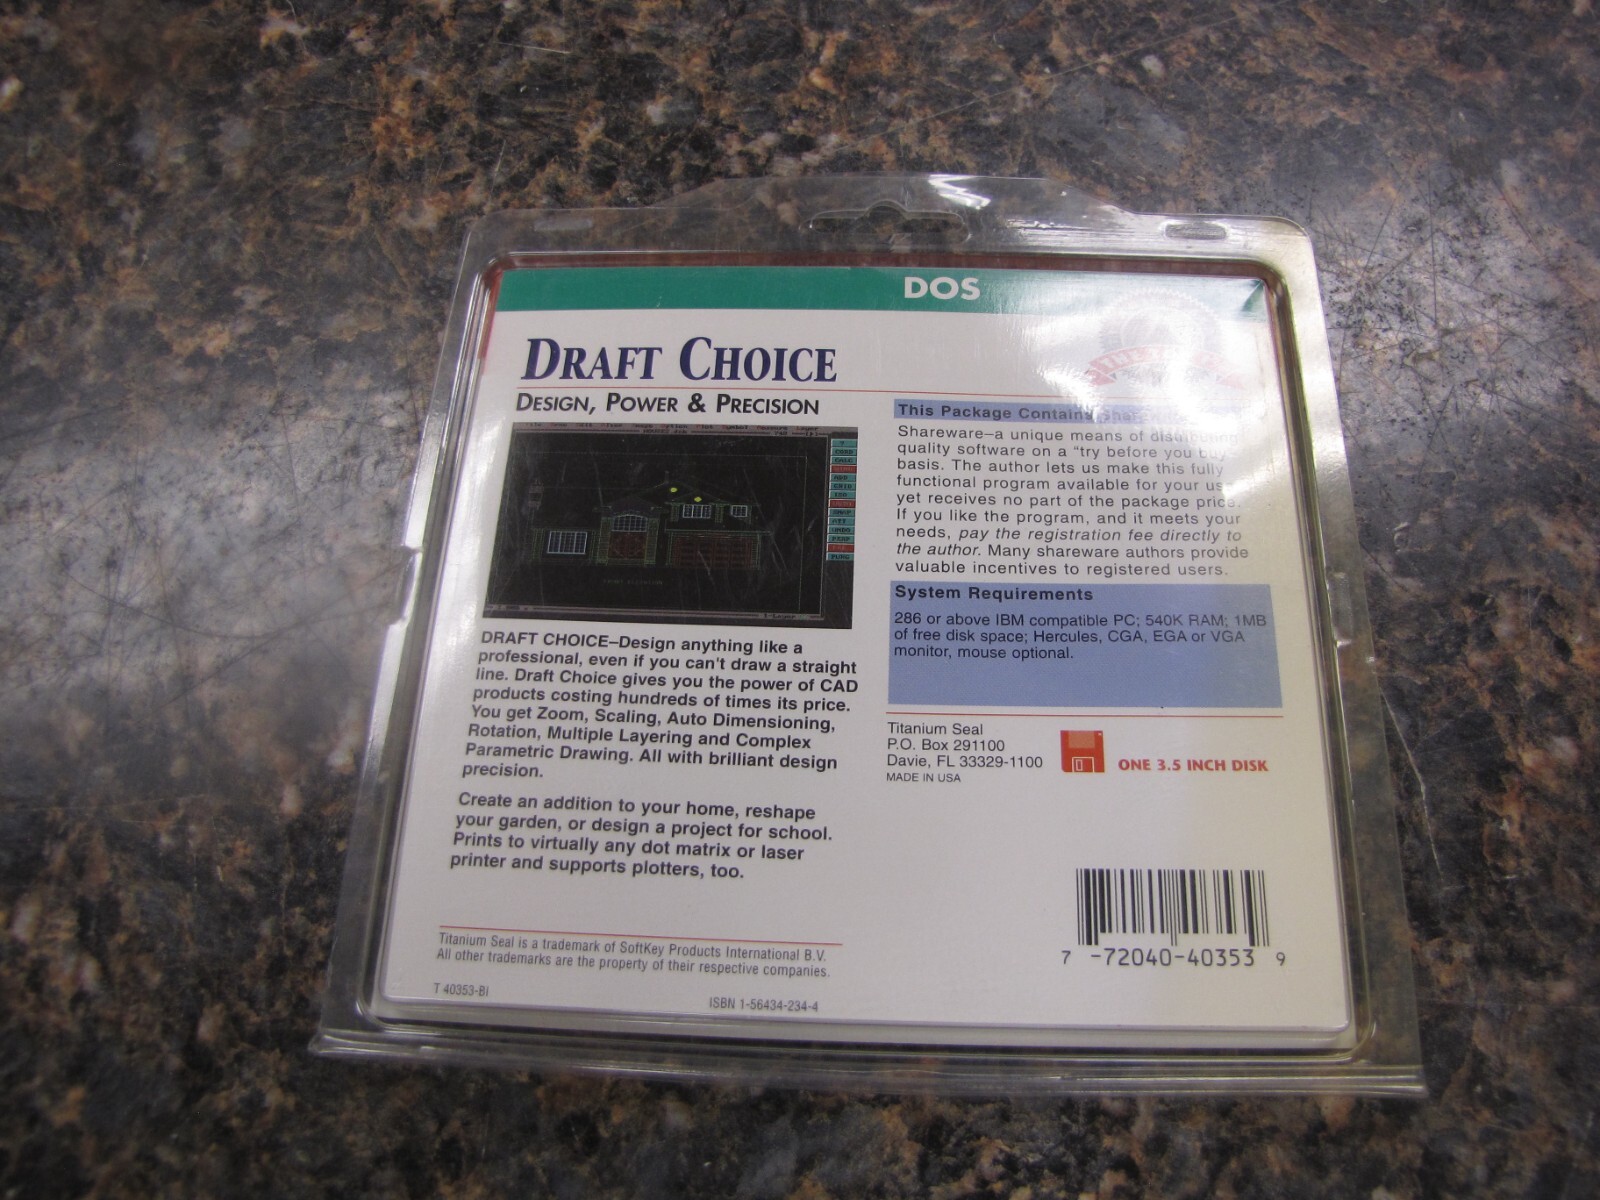 DOS
DRAFT CHOICE
DESIGN, POWER & PRECISION
DRAFT CHOICE–Design anything like a
professional, even if you can't draw a straight
line. Draft Choice gives you the power of CAD
products costing hundreds of times its price.
You get Zoom, Scaling, Auto Dimensioning,
Rotation, Multiple Layering and Complex
Parametric Drawing. All with brilliant design
precision.
Create an addition to your home, reshape
your garden, or design a project for school.
Prints to virtually any dot matrix or laser
printer and supports plotters, too.
Titanium Seal is a trademark of SoftKey Products International B.V.
All other trademarks are the property of their respective companies.
T 40353-BI
ISBN 1-56434-234-4
This Package Contains
Shareware–a unique means of distributing
quality software on a "try before you buy"
basis. The author lets us make this fully
functional program available for your use
yet receives no part of the package price.
If you like the program, and it meets your
needs, pay the registration fee directly to
the author. Many shareware authors provide
valuable incentives to registered users.
System Requirements
286 or above IBM compatible PC; 540K RAM; 1MB
of free disk space; Hercules, CGA, EGA or VGA
monitor, mouse optional.
Titanium Seal
P.O. Box 291100
Davie, FL 33329-1100
MADE IN USA
ONE 3.5 INCH DISK
7 -72040-40353 9